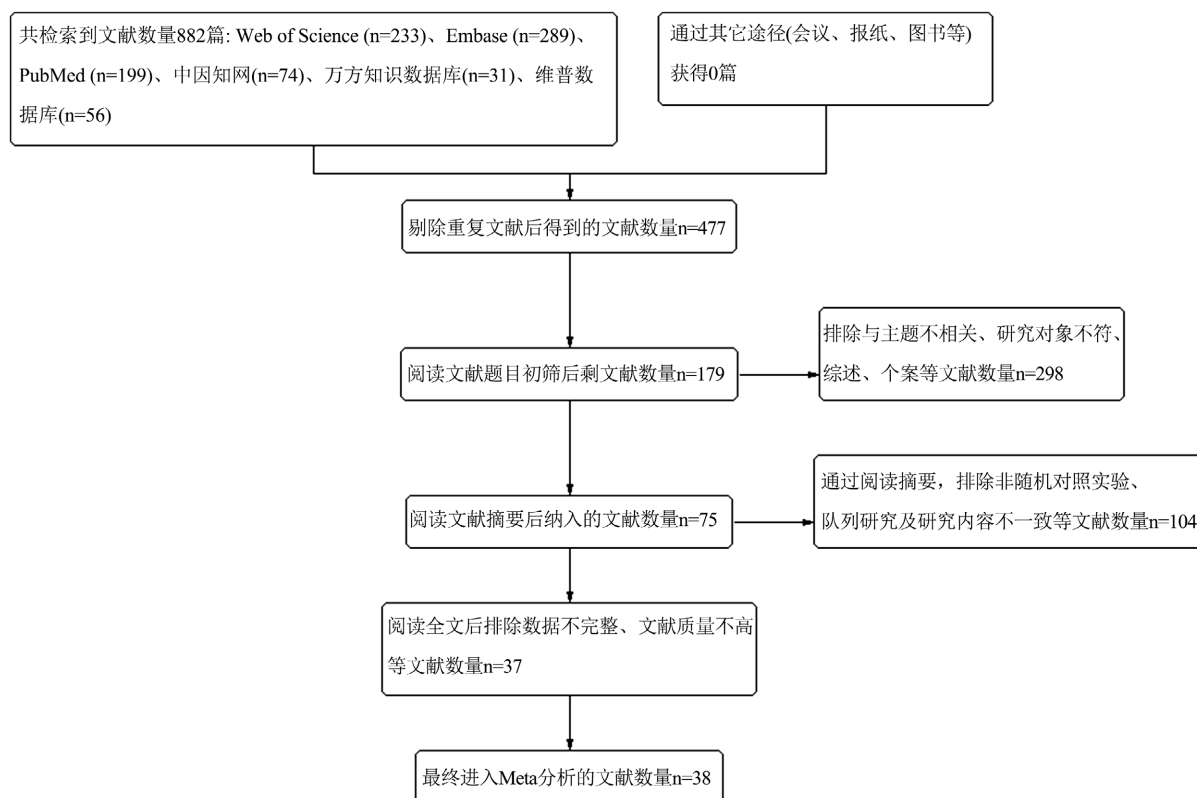 共检索到文献数量882篇: Web of Science (n=233)、Embase (n=289)、
PubMed (n=199)、中因知网(n=74)、万方知识数据库(n=31)、维普数
据库(n=56)
通过其它途径(会议、报纸、图书等)
获得0篇
剔除重复文献后得到的文献数量n=477
阅读文献题目初筛后剩文献数量n=179
排除与主题不相关、研究对象不符、
综述、个案等文献数量n=298
阅读文献摘要后纳入的文献数量n=75
通过阅读摘要，排除非随机对照实验、
队列研究及研究内容不一致等文献数量n=104
阅读全文后排除数据不完整、文献质量不高
等文献数量n=37
最终进入Meta分析的文献数量n=38